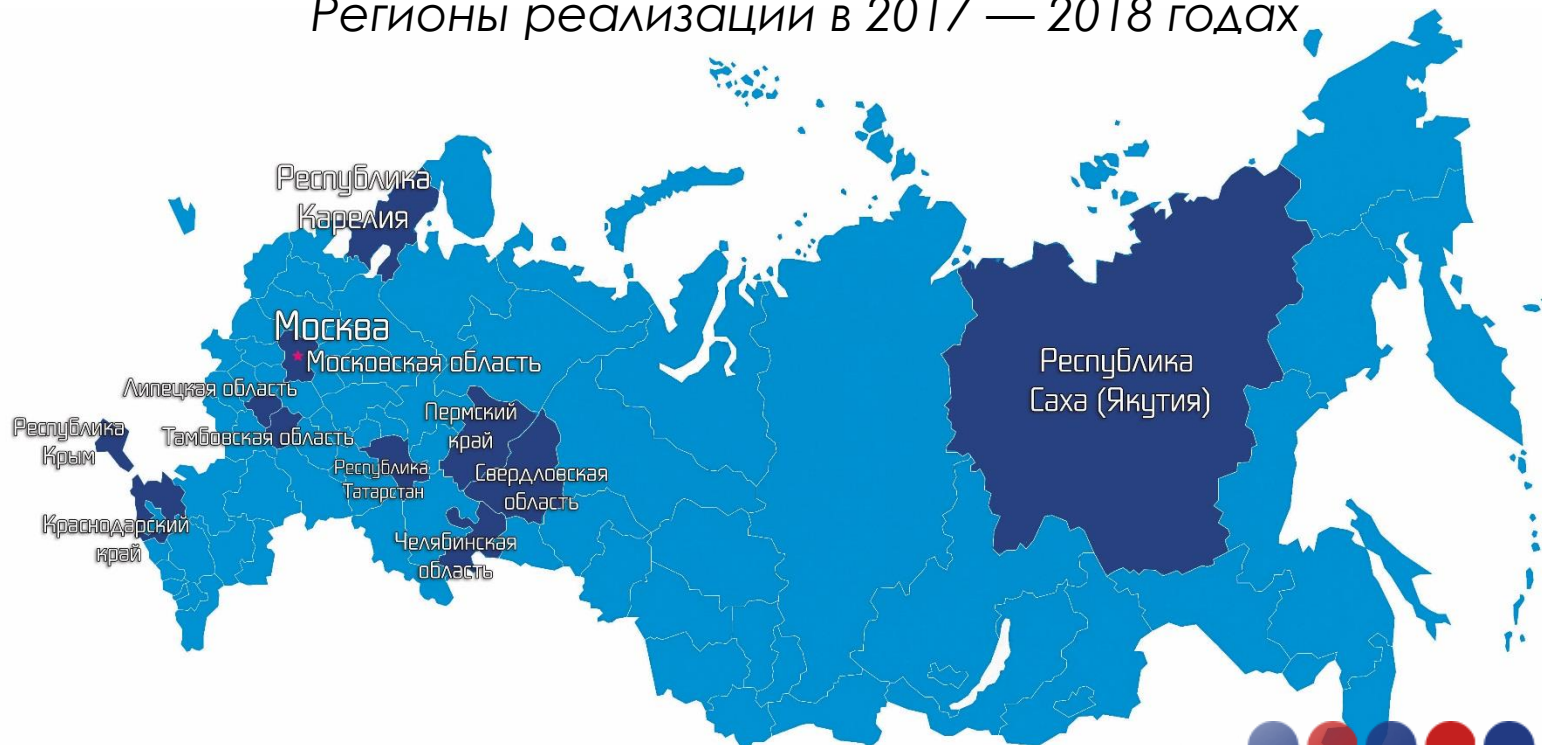 Регионы реализации в 2017 — 2018 годах
Республика
Карелия
Москва
Московская область
Липецкая область
Тамбовская область
Республика
Крым
Краснодарский
край
Пермский
край
Республика
Татарстан
Свердловская
область
Челябинская
область
Республика
Саха (Якутия)